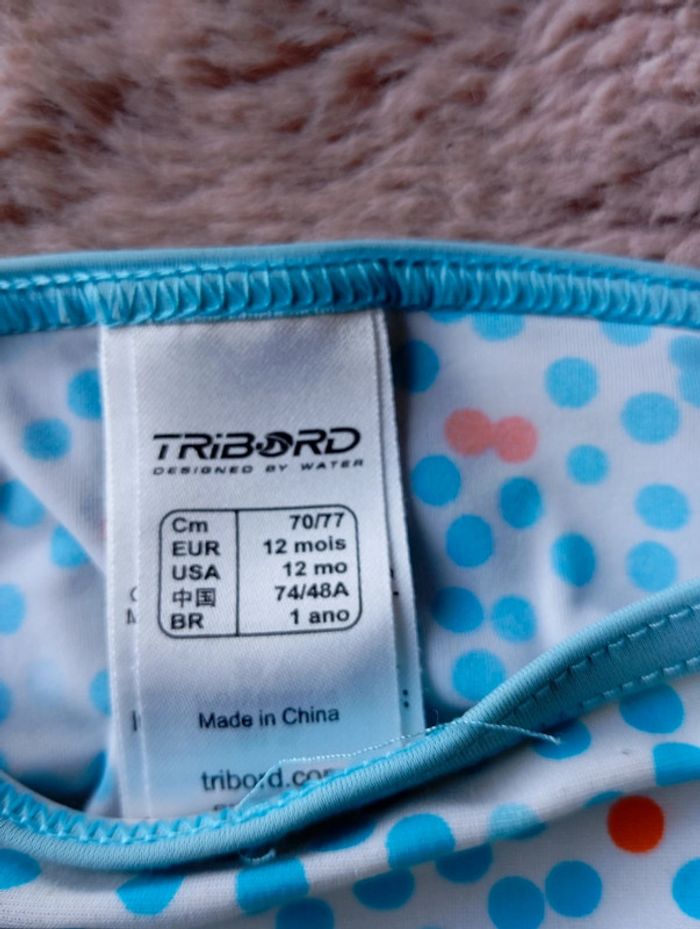 TRIBORD
DESIGNED BY WATER
Cm 70/77
EUR 12 mois
USA 12 mo
中国 74/48A
BR 1 ano
Made in China
tribord.com